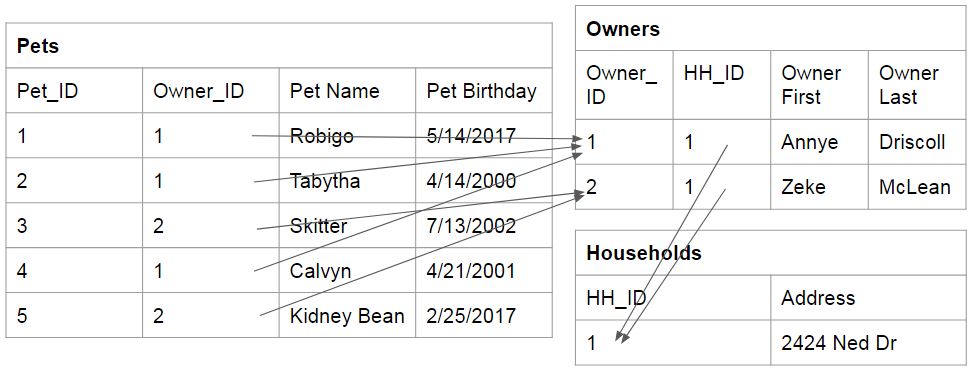 Pets
Pet_ID Owner_ID Pet Name Pet Birthday
1 1 Robigo 5/14/2017
2 1 Tabytha 4/14/2000
3 2 Skitter 7/13/2002
4 1 Calvyn 4/21/2001
5 2 Kidney Bean 2/25/2017
Owners
Owner_ HH_ID Owner Owner
ID First Last
1 1 Annye Driscoll
2 1 Zeke McLean
Households
HH_ID Address
1 2424 Ned Dr